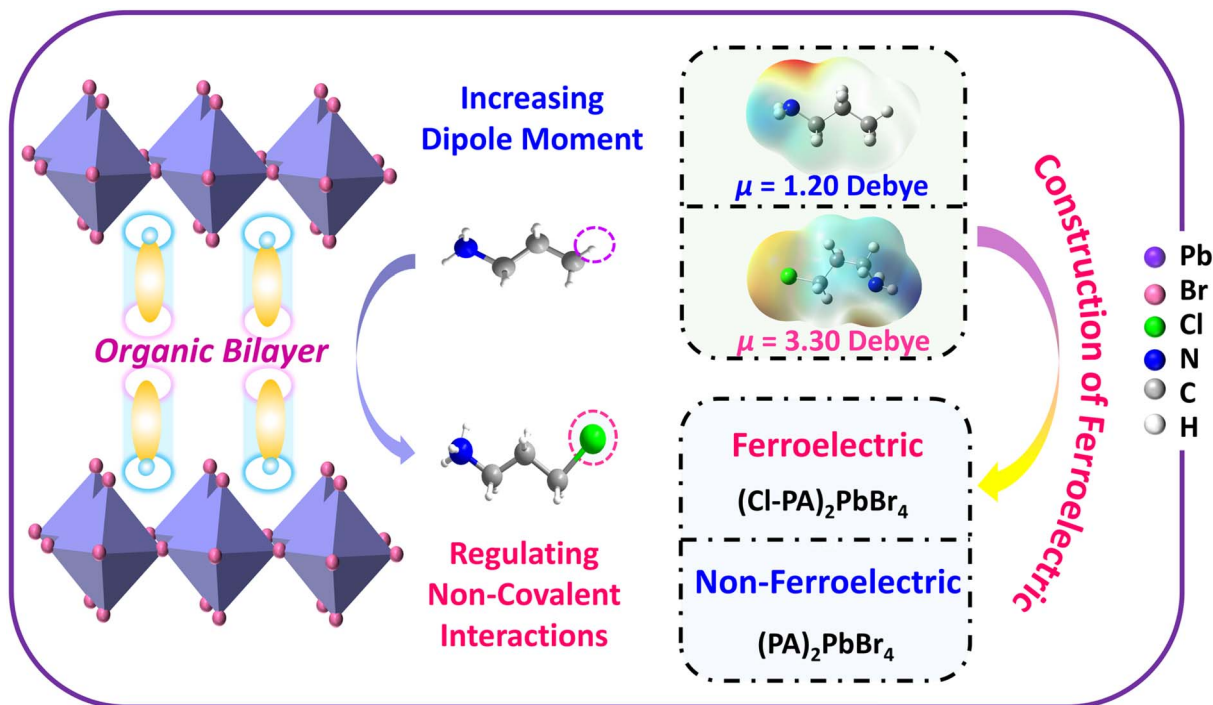 Increasing
Dipole Moment
Organic Bilayer
Regulating
Non-Covalent
Interactions
μ = 1.20 Debye
μ = 3.30 Debye
Ferroelectric
(Cl-PA)₂PbBr₄
Non-Ferroelectric
(PA)₂PbBr₄
Construction of Ferroelectric
Pb
Br
Cl
N
C
H